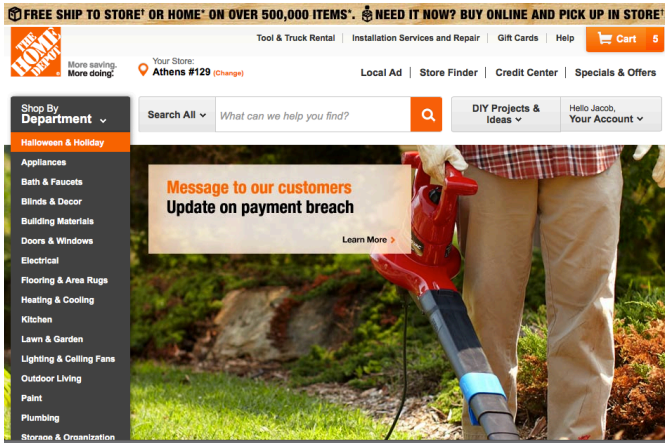 FREE SHIP TO STORE† OR HOME* ON OVER 500,000 ITEMS*. NEED IT NOW? BUY ONLINE AND PICK UP IN STORE†
THE HOME DEPOT
More saving.
More doing.
Tool & Truck Rental | Installation Services and Repair | Gift Cards | Help
Cart 5
Your Store:
Athens #129 (Change)
Local Ad | Store Finder | Credit Center | Specials & Offers
Shop By
Department
Search All
What can we help you find?
DIY Projects &
Ideas
Hello Jacob,
Your Account
Halloween & Holiday
Appliances
Bath & Faucets
Blinds & Decor
Building Materials
Doors & Windows
Electrical
Flooring & Area Rugs
Heating & Cooling
Kitchen
Lawn & Garden
Lighting & Ceiling Fans
Outdoor Living
Paint
Plumbing
Storage & Organization
Message to our customers
Update on payment breach
Learn More >